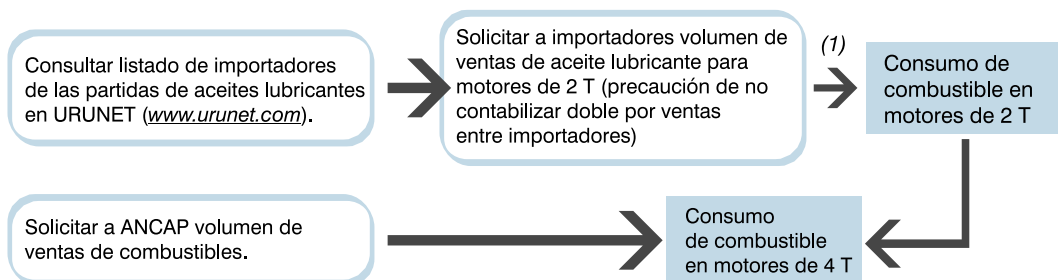 Consultar listado de importadores
de las partidas de aceites lubricantes
en URUNET (www.urunet.com).
Solicitar a importadores volumen de
ventas de aceite lubricante para
motores de 2 T (precaución de no
contabilizar doble por ventas
entre importadores)
(1)
Consumo de
combustible en
motores de 2 T
Solicitar a ANCAP volumen de
ventas de combustibles.
Consumo
de combustible
en motores de 4 T